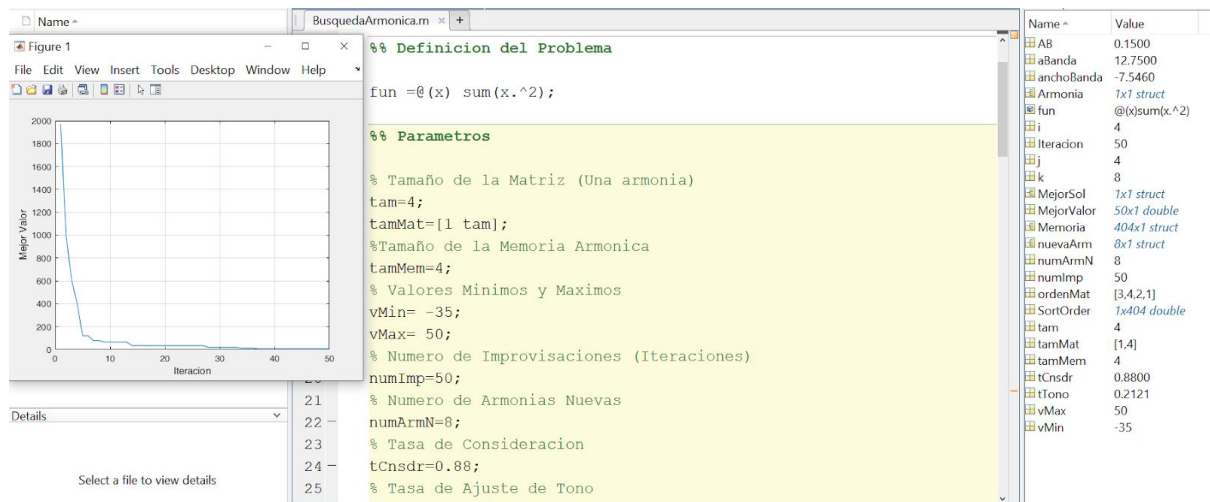 Name
Figure 1
File Edit View Insert Tools Desktop Window Help
2000
1800
1600
1400
1200
1000
800
600
400
200
0
Mejor Valor
0 10 20 30 40 50
Iteracion
Details
Select a file to view details
BusquedaArmonica.m × +
%% Definicion del Problema
fun =@(x) sum(x.^2);
%% Parametros
% Tamaño de la Matriz (Una armonia)
tam=4;
tamMat=[1 tam];
%Tamaño de la Memoria Armonica
tamMem=4;
% Valores Minimos y Maximos
vMin= -35;
vMax= 50;
% Numero de Improvisaciones (Iteraciones)
numImp=50;
21 % Numero de Armonias Nuevas
22 – numArmN=8;
23 % Tasa de Consideracion
24 – tCnsdr=0.88;
25 % Tasa de Ajuste de Tono
Name Value
AB 0.1500
aBanda 12.7500
anchoBanda -7.5460
Armonia 1x1 struct
fun @(x)sum(x.^2)
i 4
Iteracion 50
j 4
k 8
MejorSol 1x1 struct
MejorValor 50x1 double
Memoria 404x1 struct
nuevaArm 8x1 struct
numArmN 8
numImp 50
ordenMat [3,4,2,1]
SortOrder 1x404 double
tam 4
tamMat [1,4]
tamMem 4
tCnsdr 0.8800
tTono 0.2121
vMax 50
vMin -35